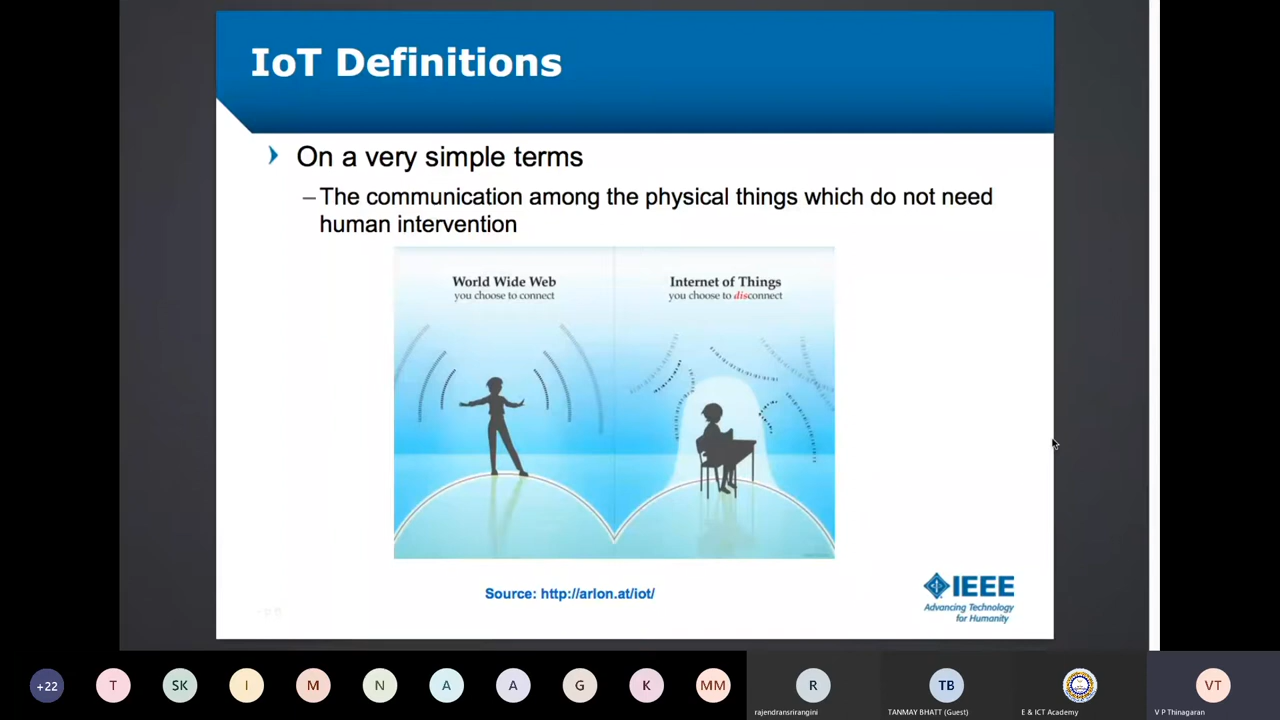 IoT Definitions
On a very simple terms
– The communication among the physical things which do not need
human intervention
World Wide Web
you choose to connect
Internet of Things
you choose to disconnect
Source: http://arlon.at/iot/
IEEE
Advancing Technology
for Humanity
+22
T
SK
I
M
N
A
A
G
K
MM
R
TB
VT
rajendransrirangini
TANMAY BHATT (Guest)
E & ICT Academy
V P Thinagaran